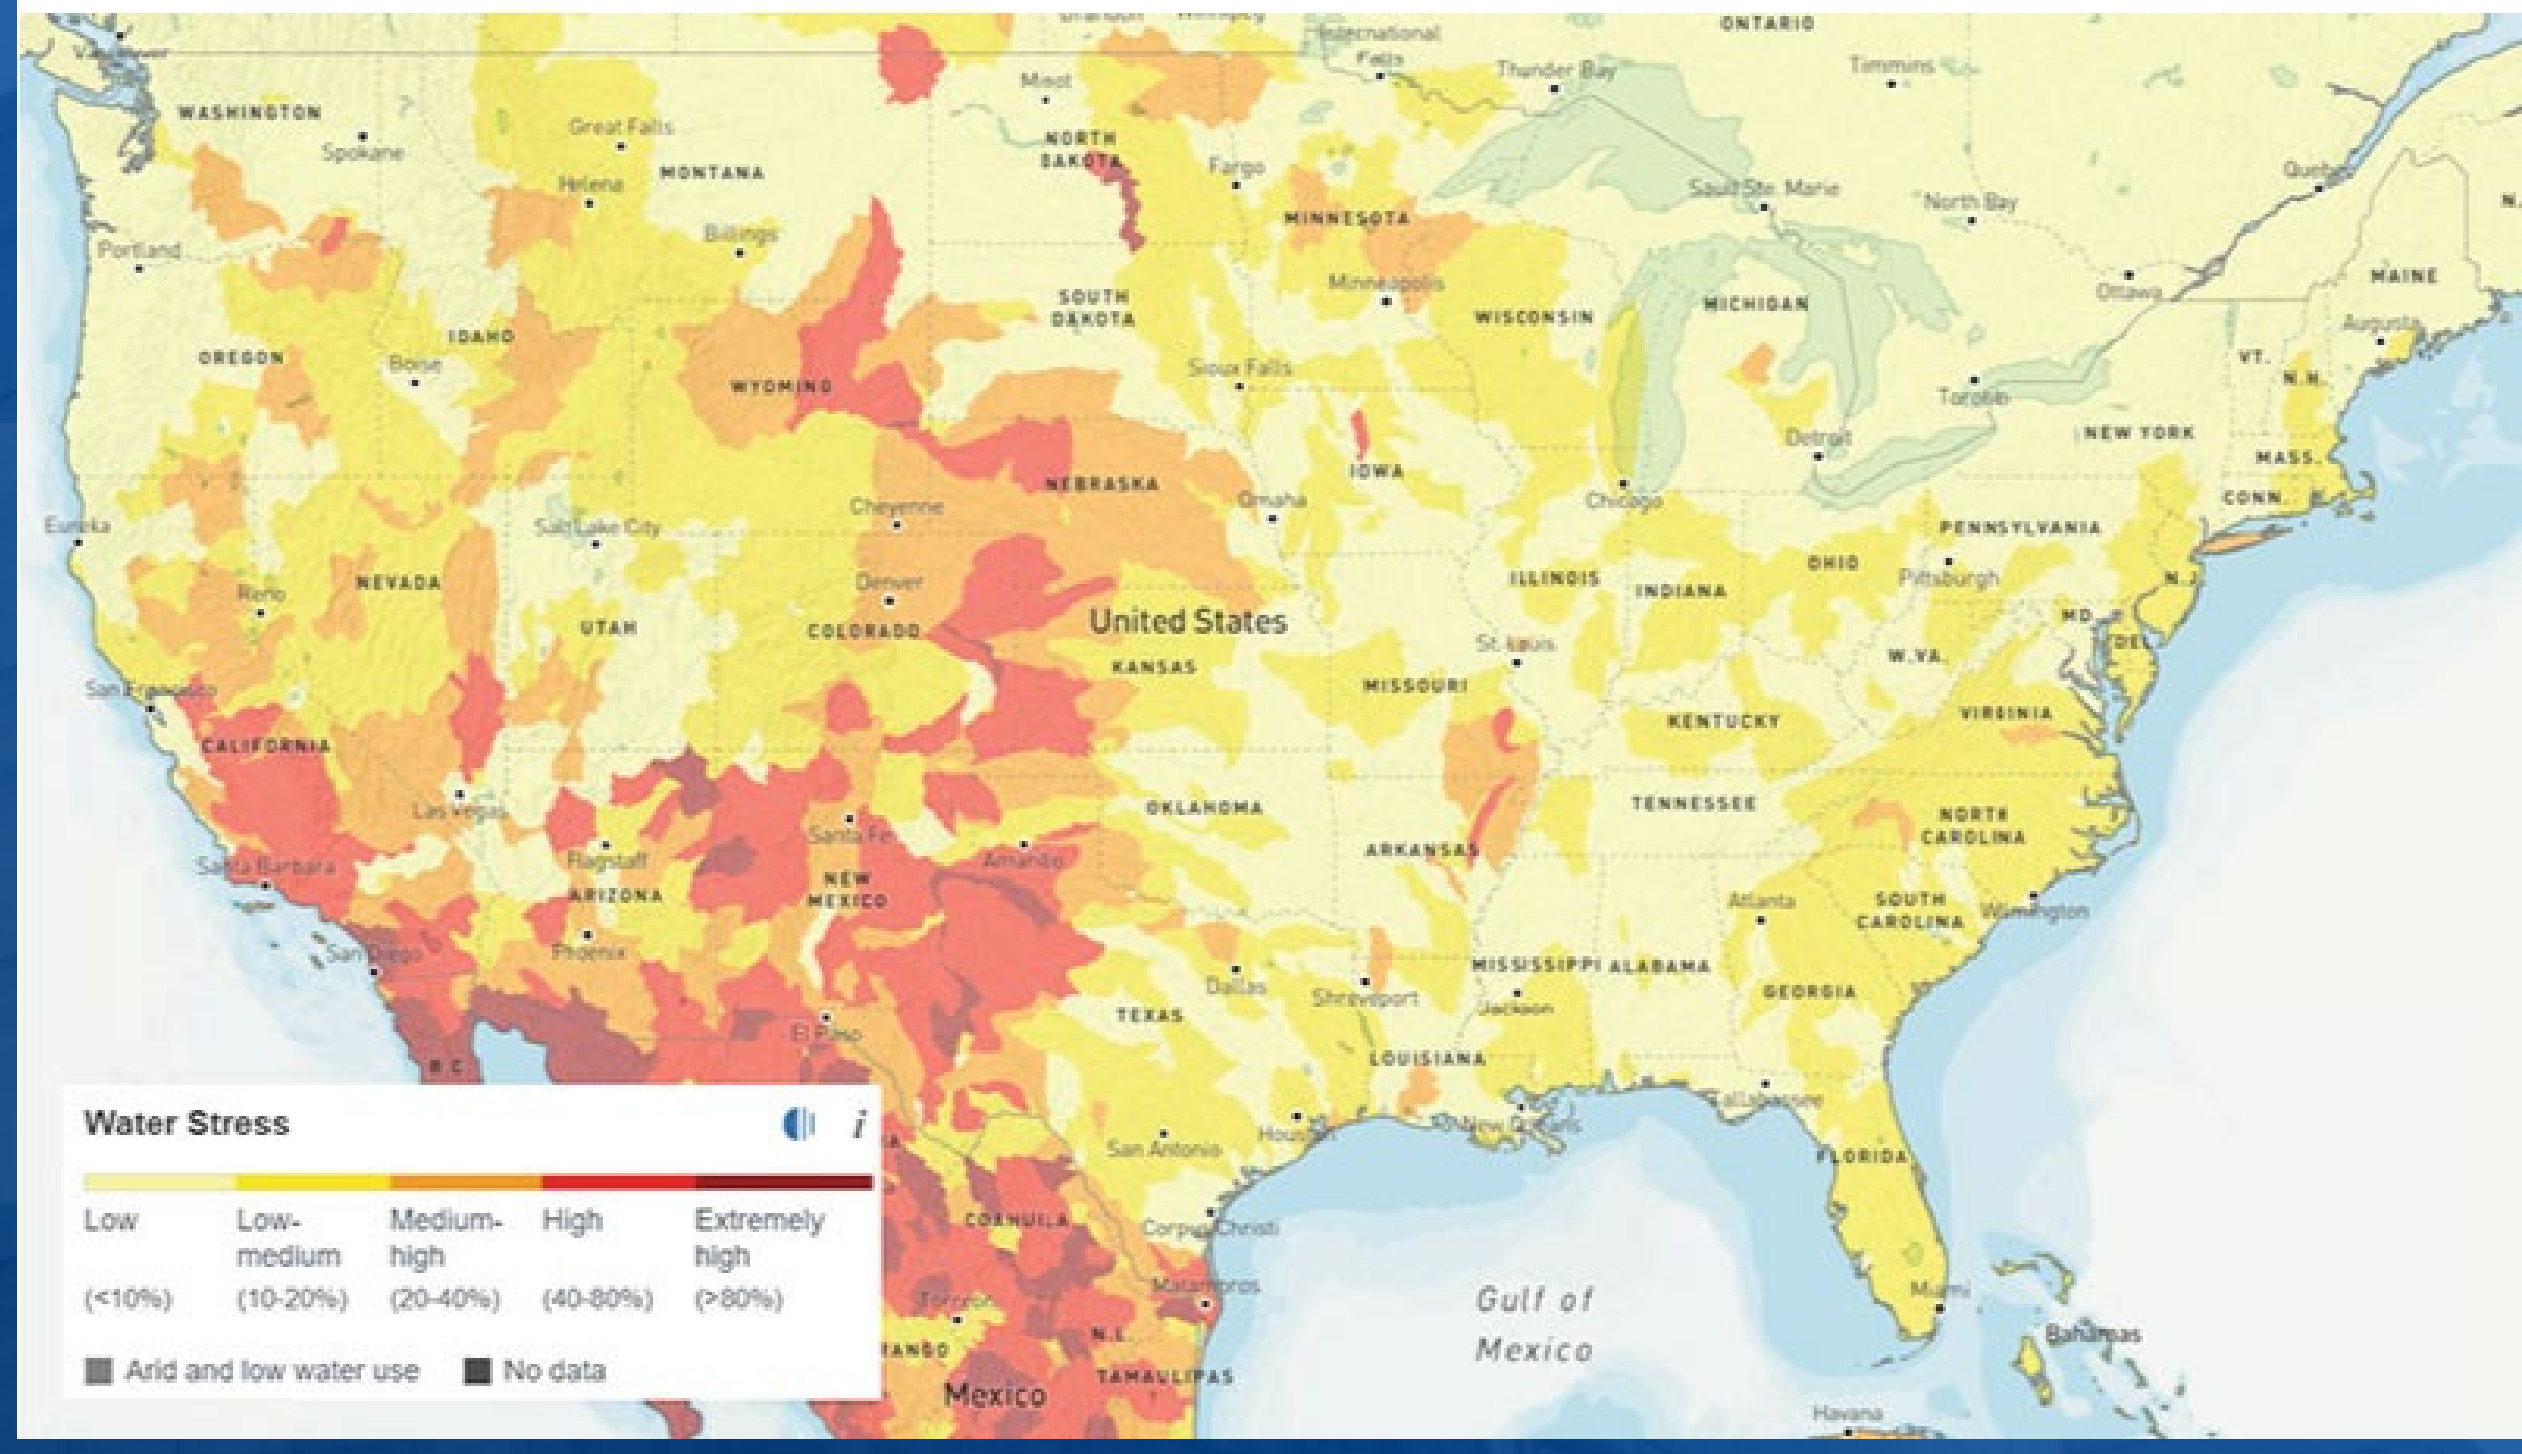 ONTARIO
International
Falls
Thunder Bay
Timmins
Minot
WASHINGTON
Spokane
Great Falls
MONTANA
Helena
NORTH
DAKOTA
Fargo
Quebec
Sault Ste. Marie
North Bay
MINNESOTA
Portland
Billings
MAINE
Minneapolis
Ottawa
SOUTH
DAKOTA
WISCONSIN
MICHIGAN
Augusta
OREGON
IDAHO
Boise
Sioux Falls
VT.
N.H.
WYOMING
Toronto
Detroit
NEW YORK
MASS.
IOWA
NEBRASKA
Omaha
Chicago
CONN.
Eureka
Salt Lake City
Cheyenne
PENNSYLVANIA
NEVADA
Reno
Denver
OHIO
Pittsburgh
ILLINOIS
INDIANA
N.J.
UTAH
COLORADO
United States
MD.
St. Louis
DEL.
KANSAS
MISSOURI
W.VA.
San Francisco
KENTUCKY
VIRGINIA
CALIFORNIA
Las Vegas
OKLAHOMA
TENNESSEE
NORTH
CAROLINA
Santa Fe
Santa Barbara
Flagstaff
Amarillo
ARKANSAS
ARIZONA
NEW
MEXICO
Atlanta
SOUTH
CAROLINA
Wilmington
San Diego
Phoenix
MISSISSIPPI
ALABAMA
Dallas
Shreveport
Jackson
GEORGIA
TEXAS
El Paso
LOUISIANA
B.C.
Tallahassee
New Orleans
Houston
San Antonio
FLORIDA
COAHUILA
Corpus Christi
Matamoros
Miami
Torreon
Gulf of
Mexico
N.L.
Bahamas
TAMAULIPAS
Mexico
Havana
Water Stress
i
Low
Low-
medium
Medium-
high
High
Extremely
high
(<10%)
(10-20%)
(20-40%)
(40-80%)
(>80%)
Arid and low water use
No data